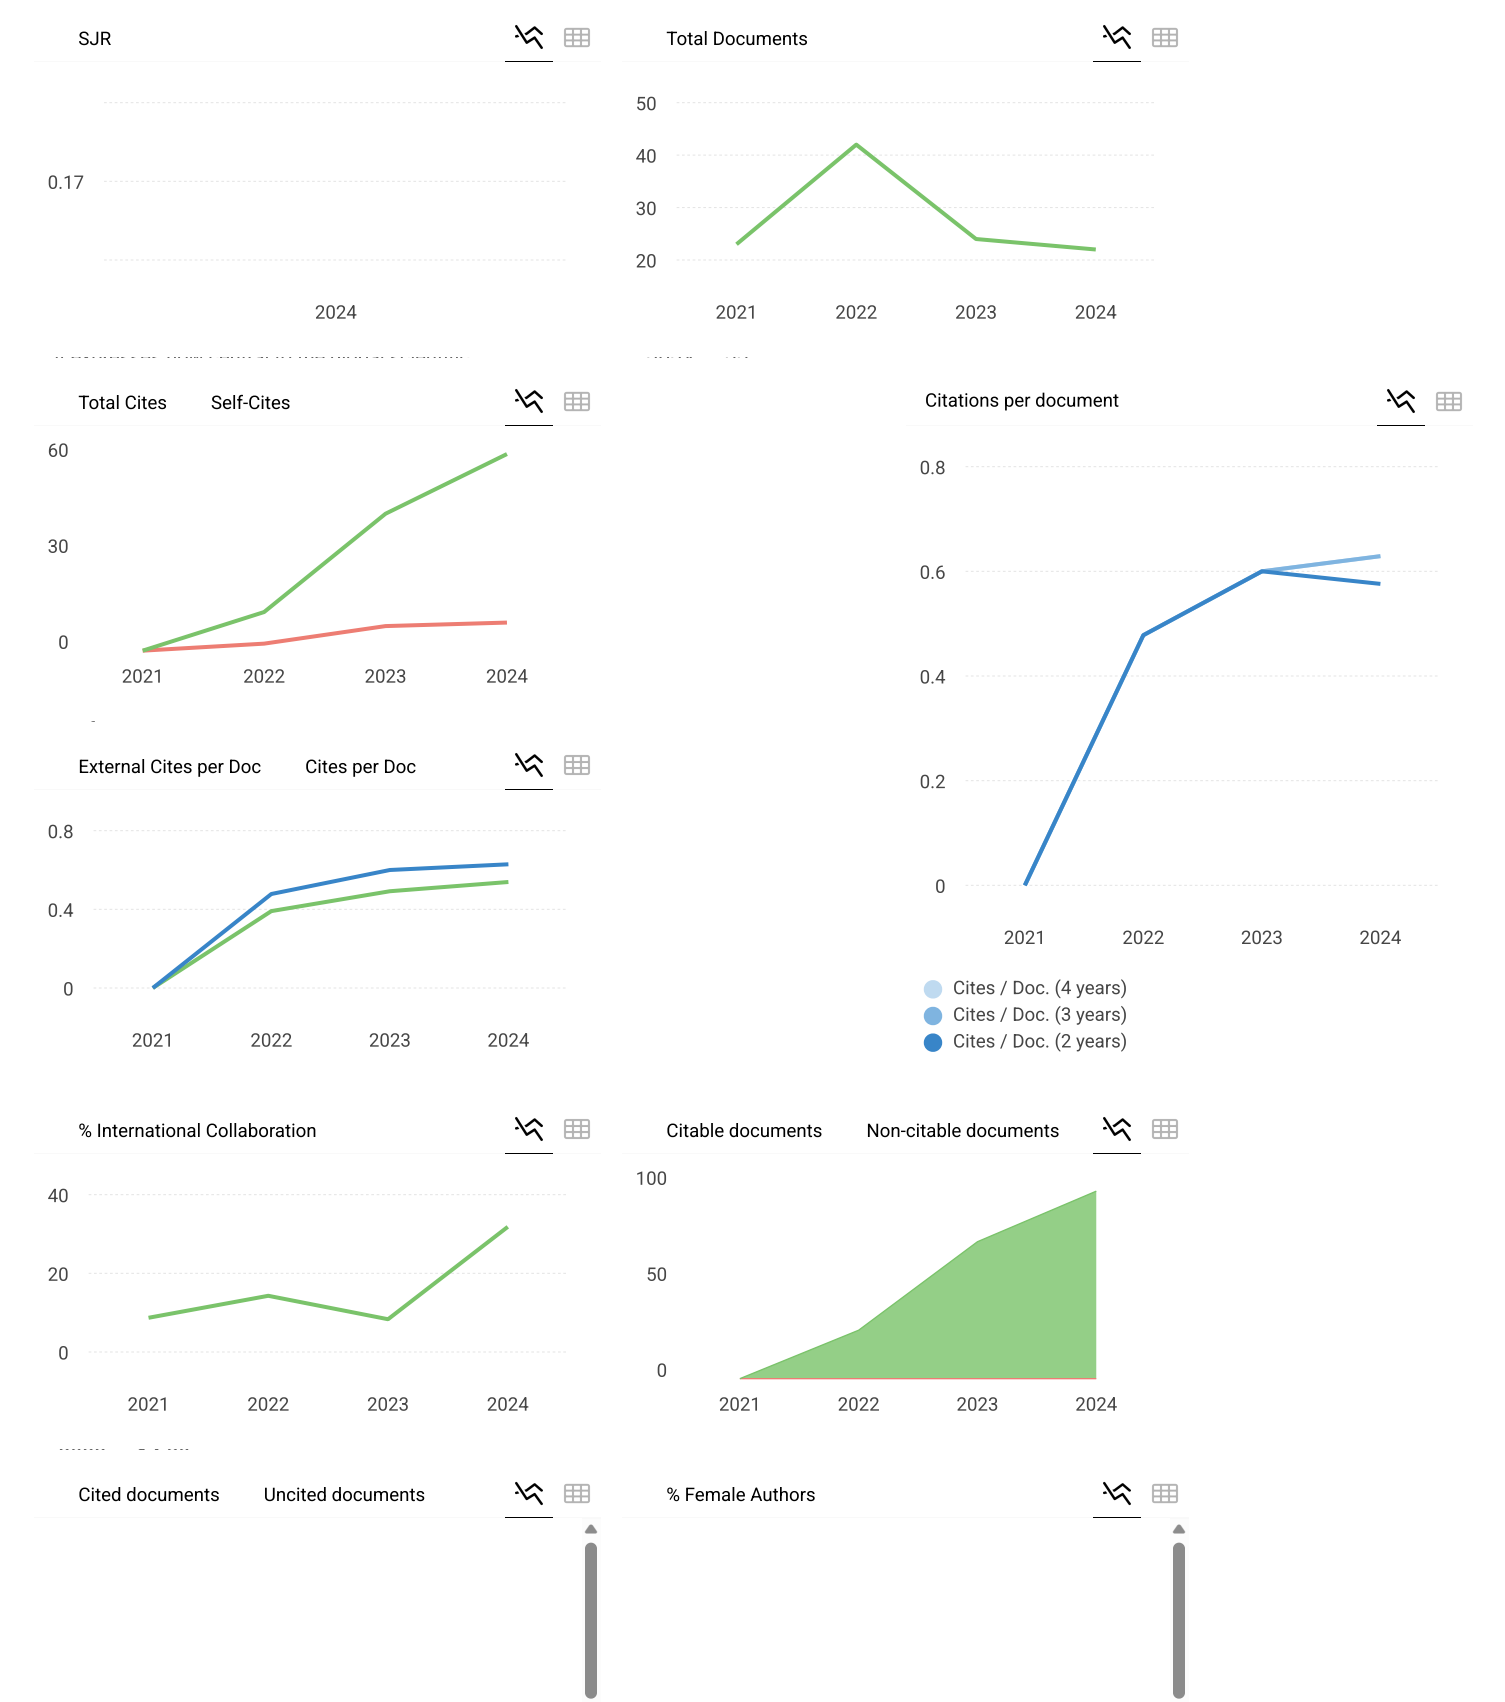 SJR
0.17
2024
Total Documents
50
40
30
20
2021 2022 2023 2024
Total Cites Self-Cites
60
30
0
2021 2022 2023 2024
Citations per document
0.8
0.6
0.4
0.2
0
2021 2022 2023 2024
Cites / Doc. (4 years)
Cites / Doc. (3 years)
Cites / Doc. (2 years)
External Cites per Doc Cites per Doc
0.8
0.4
0
2021 2022 2023 2024
% International Collaboration
40
20
0
2021 2022 2023 2024
Citable documents Non-citable documents
100
50
0
2021 2022 2023 2024
Cited documents Uncited documents
% Female Authors